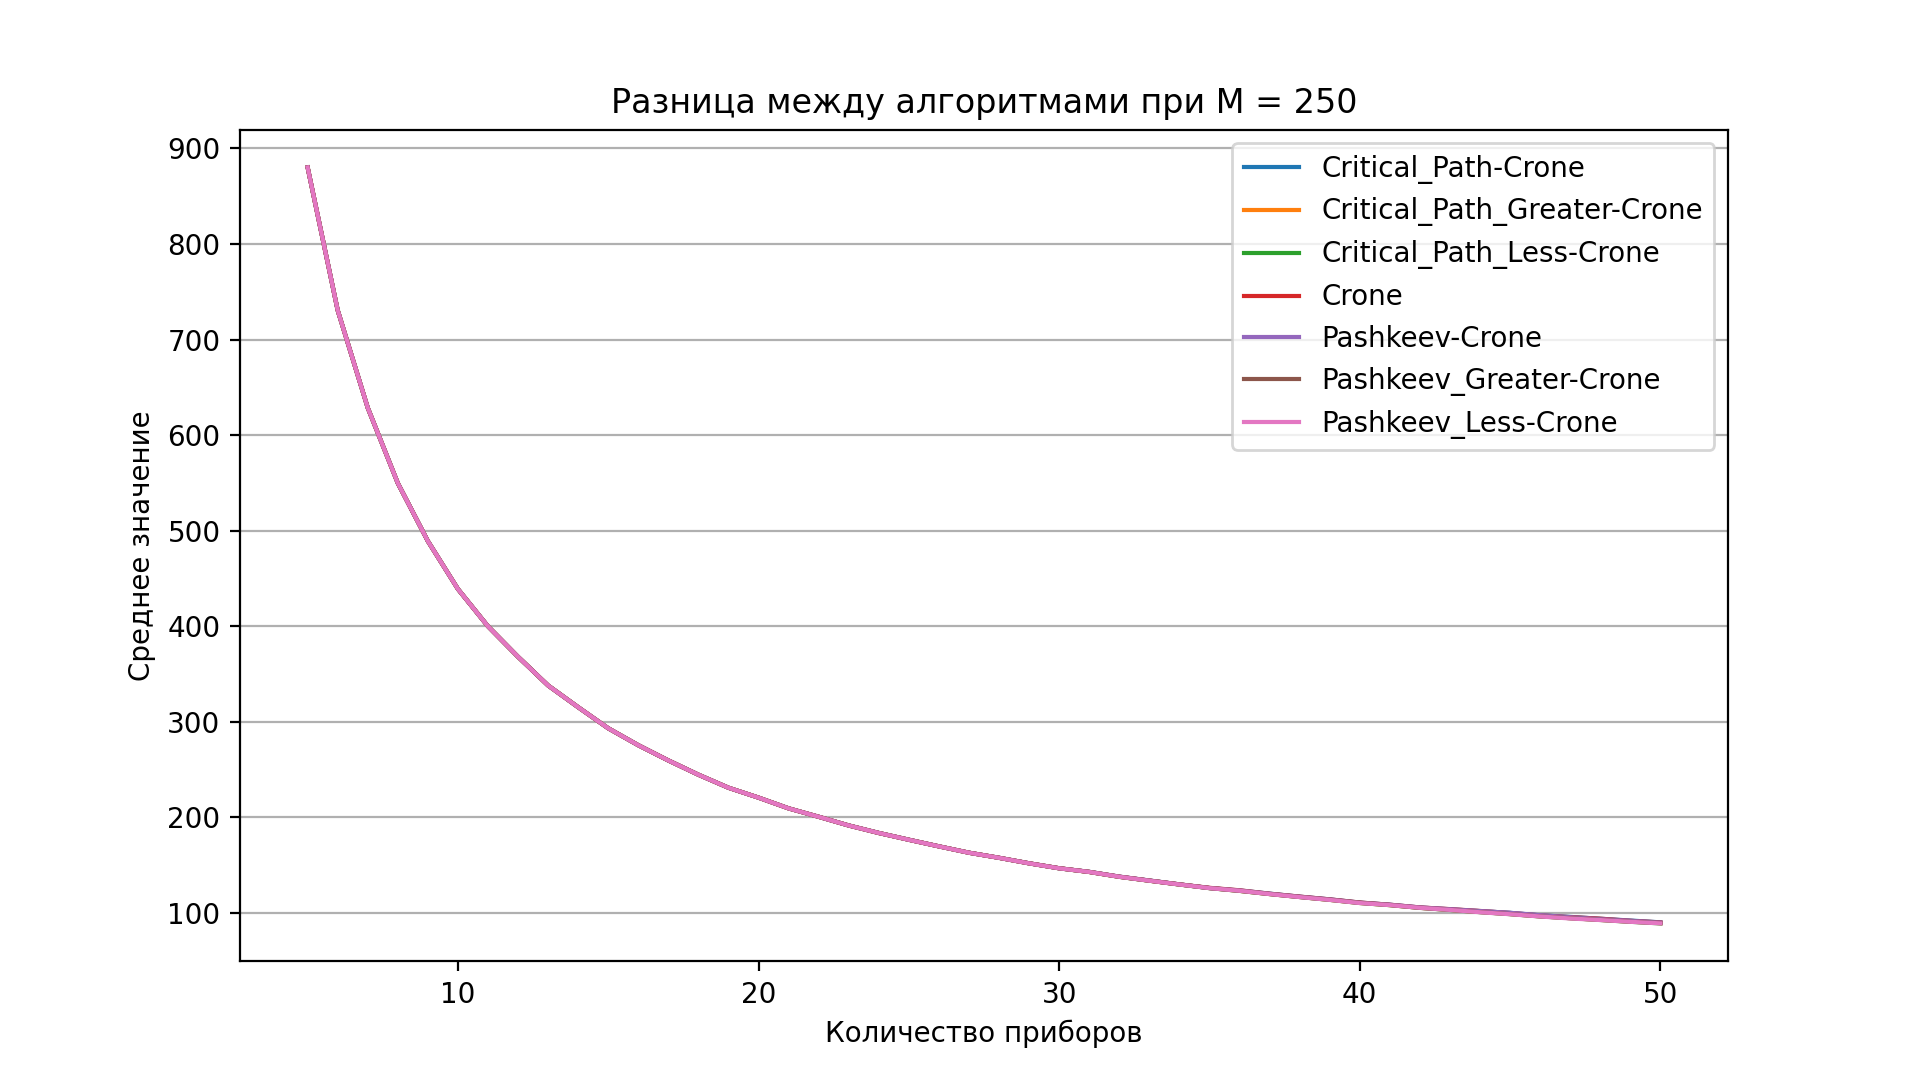 Разница между алгоритмами при M = 250
900
800
700
600
500
400
300
200
100
Среднее значение
Critical_Path-Crone
Critical_Path_Greater-Crone
Critical_Path_Less-Crone
Crone
Pashkeev-Crone
Pashkeev_Greater-Crone
Pashkeev_Less-Crone
10 20 30 40 50
Количество приборов